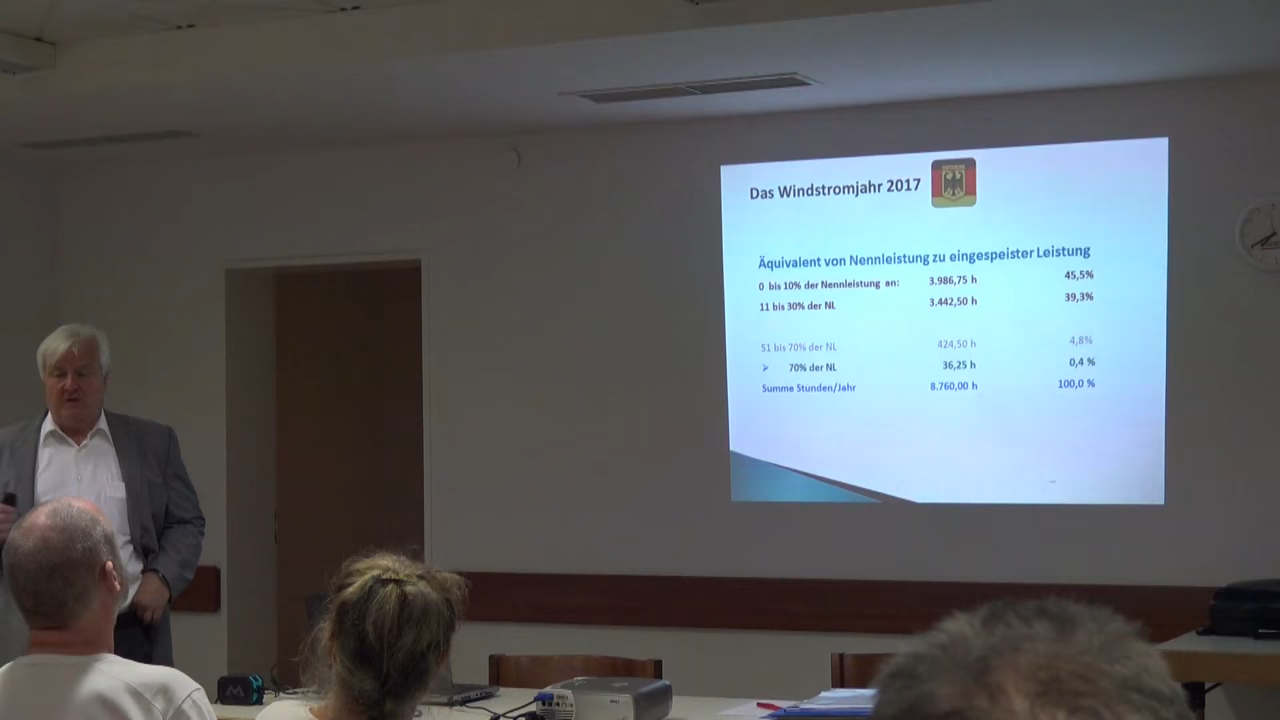 Das Windstromjahr 2017
Äquivalent von Nennleistung zu eingespeister Leistung
0 bis 10% der Nennleistung an: 3.986,75 h 45,5%
11 bis 30% der NL 3.442,50 h 39,3%
51 bis 70% der NL 424,50 h 4,8%
➢ 70% der NL 36,25 h 0,4 %
Summe Stunden/Jahr 8.760,00 h 100,0 %